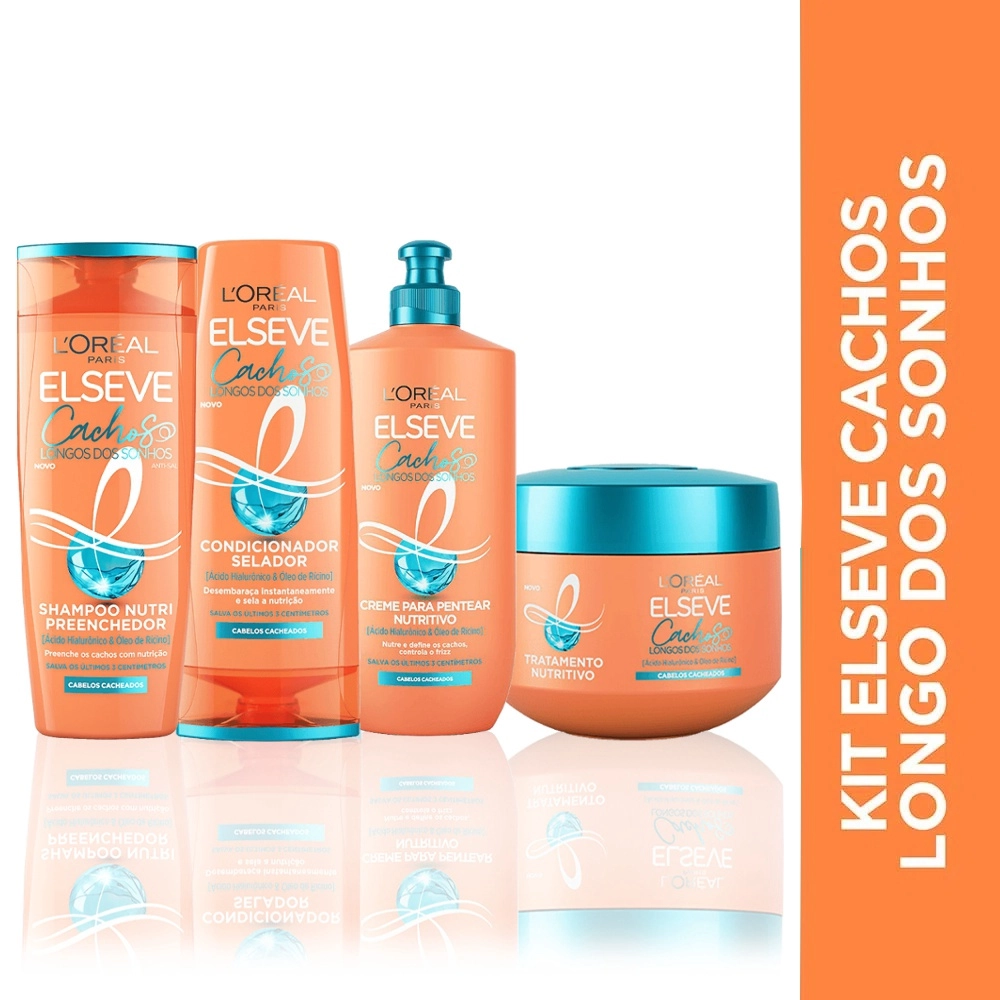 L'ORÉAL
PARIS
ELSEVE
Cachos
LONGOS DOS SONHOS
NOVO
ANTI-SAL
SHAMPOO NUTRI
PREENCHEDOR
[Ácido Hialurônico & Óleo de Rícino]
Preenche os cachos com nutrição
SALVA OS ÚLTIMOS 3 CENTÍMETROS
CABELOS CACHEADOS
L'ORÉAL
PARIS
ELSEVE
Cachos
LONGOS DOS SONHOS
NOVO
CONDICIONADOR
SELADOR
[Ácido Hialurônico & Óleo de Rícino]
Desembaraça instantaneamente
e sela a nutrição
SALVA OS ÚLTIMOS 3 CENTÍMETROS
CABELOS CACHEADOS
L'ORÉAL
PARIS
ELSEVE
Cachos
LONGOS DOS SONHOS
NOVO
CREME PARA PENTEAR
NUTRITIVO
[Ácido Hialurônico & Óleo de Rícino]
Nutre e define os cachos,
controla o frizz
SALVA OS ÚLTIMOS 3 CENTÍMETROS
CABELOS CACHEADOS
NOVO
TRATAMENTO
NUTRITIVO
L'ORÉAL
PARIS
ELSEVE
Cachos
LONGOS DOS SONHOS
[Ácido Hialurônico & Óleo de Rícino]
CABELOS CACHEADOS
KIT ELSEVE CACHOS
LONGO DOS SONHOS